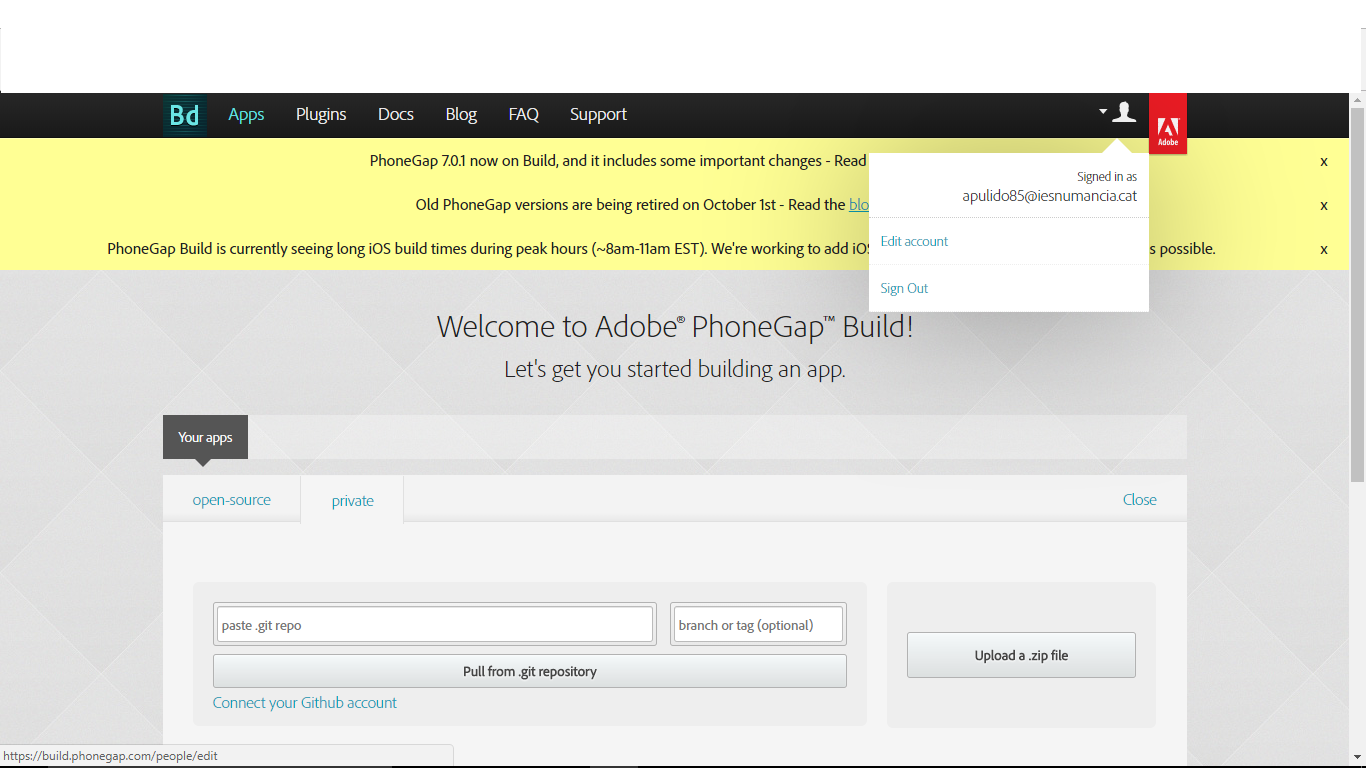 Bd Apps Plugins Docs Blog FAQ Support
Adobe
PhoneGap 7.0.1 now on Build, and it includes some important changes - Read x
Signed in as
apulido85@iesnumancia.cat
Old PhoneGap versions are being retired on October 1st - Read the blo x
Edit account
PhoneGap Build is currently seeing long iOS build times during peak hours (~8am-11am EST). We're working to add iOS s possible. x
Sign Out
Welcome to Adobe® PhoneGap™ Build!
Let's get you started building an app.
Your apps
open-source private Close
paste .git repo branch or tag (optional)
Upload a .zip file
Pull from .git repository
Connect your Github account
https://build.phonegap.com/people/edit